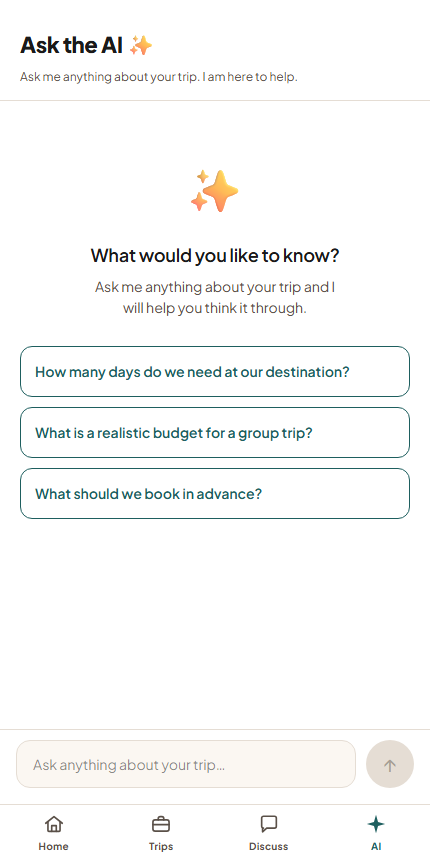 Ask the AI ✨
Ask me anything about your trip. I am here to help.
What would you like to know?
Ask me anything about your trip and I
will help you think it through.
How many days do we need at our destination?
What is a realistic budget for a group trip?
What should we book in advance?
Ask anything about your trip…
Home
Trips
Discuss
AI